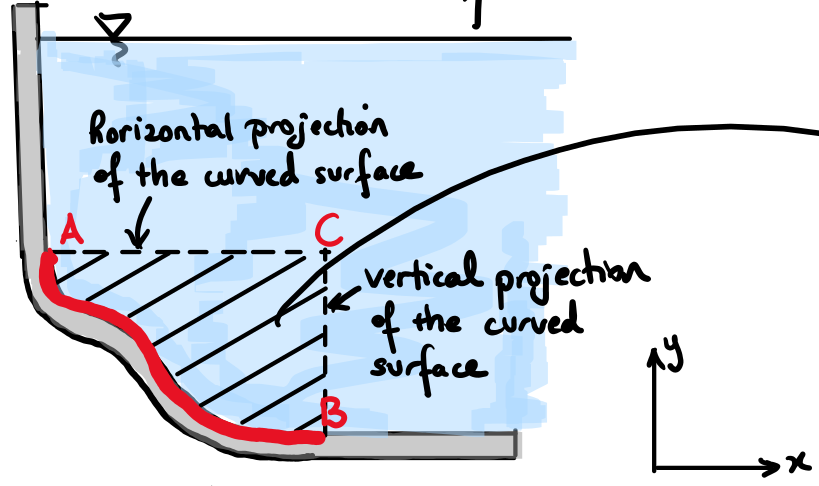 horizontal projection
of the curved surface
A
C
vertical projection
of the curved
surface
B
y
x